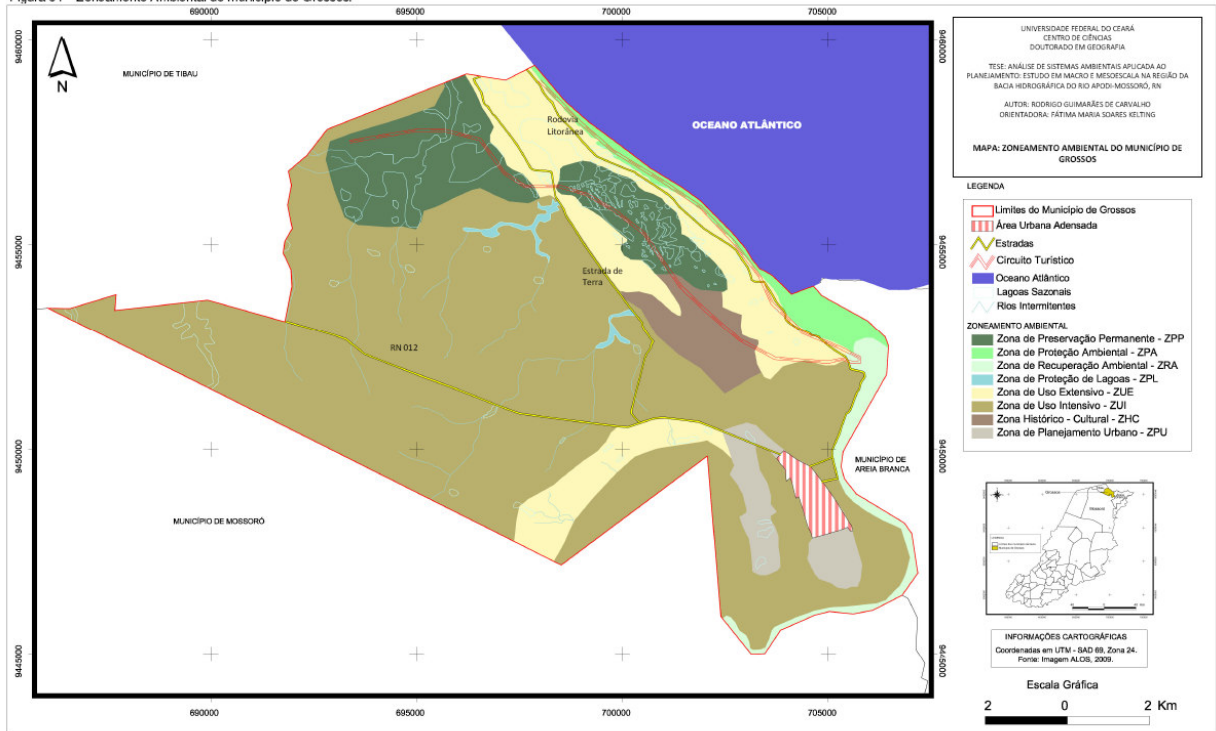 690000
695000
700000
705000
9460000
9460000
MUNICÍPIO DE TIBAU
N
OCEANO ATLÂNTICO
Rodovia
Litorânea
9455000
9455000
Estrada de
Terra
RN 012
9450000
9450000
MUNICÍPIO DE
AREIA BRANCA
MUNICÍPIO DE MOSSORÓ
9445000
9445000
690000
695000
700000
705000
UNIVERSIDADE FEDERAL DO CEARÁ
CENTRO DE CIÊNCIAS
DOUTORADO EM GEOGRAFIA
TESE: ANÁLISE DE SISTEMAS AMBIENTAIS APLICADA AO
PLANEJAMENTO: ESTUDO EM MACRO E MESOESCALA NA REGIÃO DA
BACIA HIDROGRÁFICA DO RIO APODI-MOSSORÓ, RN
AUTOR: RODRIGO GUIMARÃES DE CARVALHO
ORIENTADORA: FÁTIMA MARIA SOARES KELTING
MAPA: ZONEAMENTO AMBIENTAL DO MUNICÍPIO DE
GROSSOS
LEGENDA
Limites do Município de Grossos
Área Urbana Adensada
Estradas
Circuito Turístico
Oceano Atlântico
Lagoas Sazonais
Rios Intermitentes
ZONEAMENTO AMBIENTAL
Zona de Preservação Permanente - ZPP
Zona de Proteção Ambiental - ZPA
Zona de Recuperação Ambiental - ZRA
Zona de Proteção de Lagoas - ZPL
Zona de Uso Extensivo - ZUE
Zona de Uso Intensivo - ZUI
Zona Histórico - Cultural - ZHC
Zona de Planejamento Urbano - ZPU
INFORMAÇÕES CARTOGRÁFICAS
Coordenadas em UTM - SAD 69, Zona 24.
Fonte: Imagem ALOS, 2009.
Escala Gráfica
2 0 2 Km